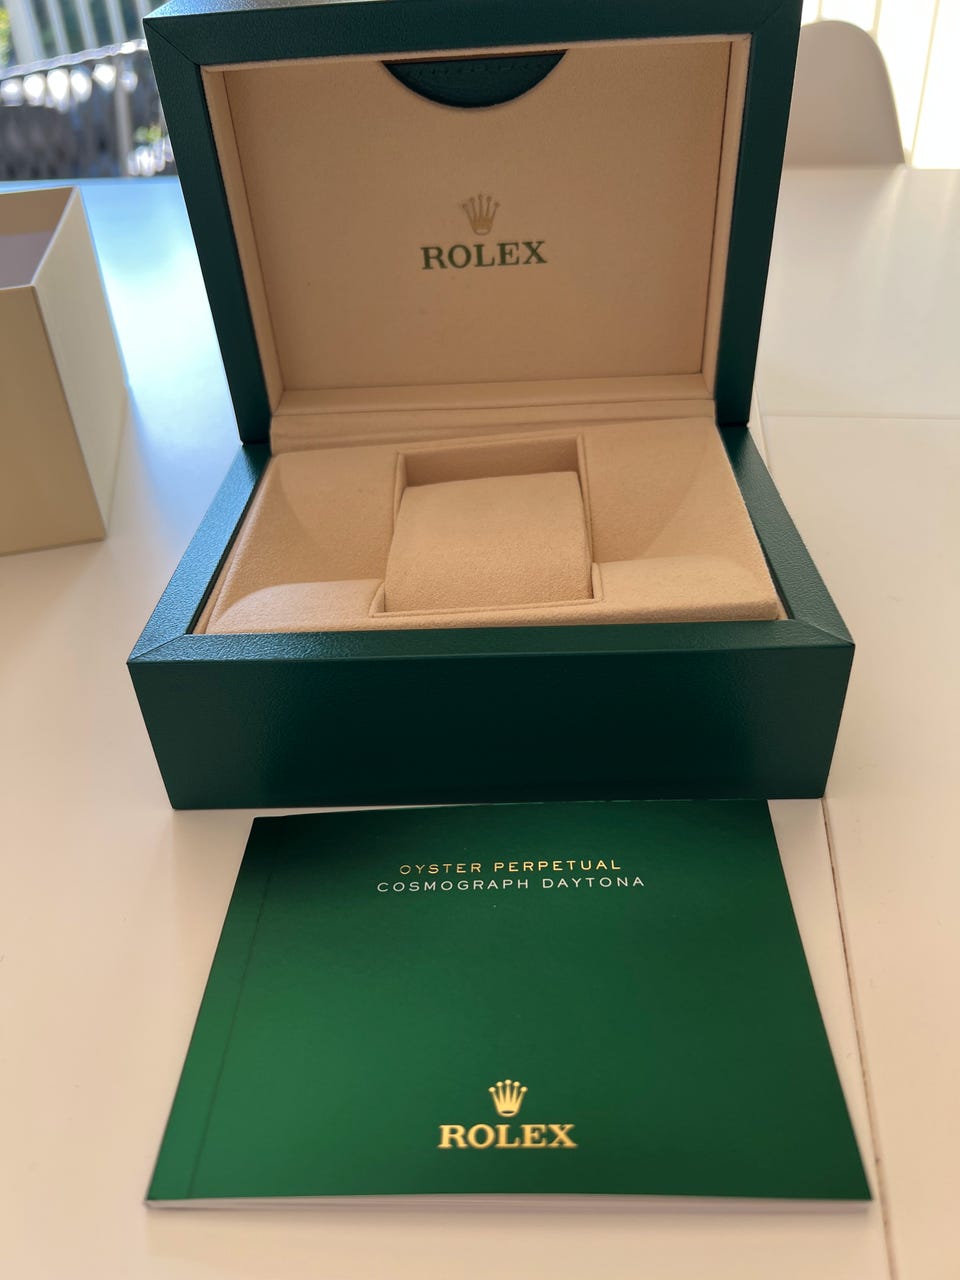 ROLEX
OYSTER PERPETUAL
COSMOGRAPH DAYTONA
ROLEX